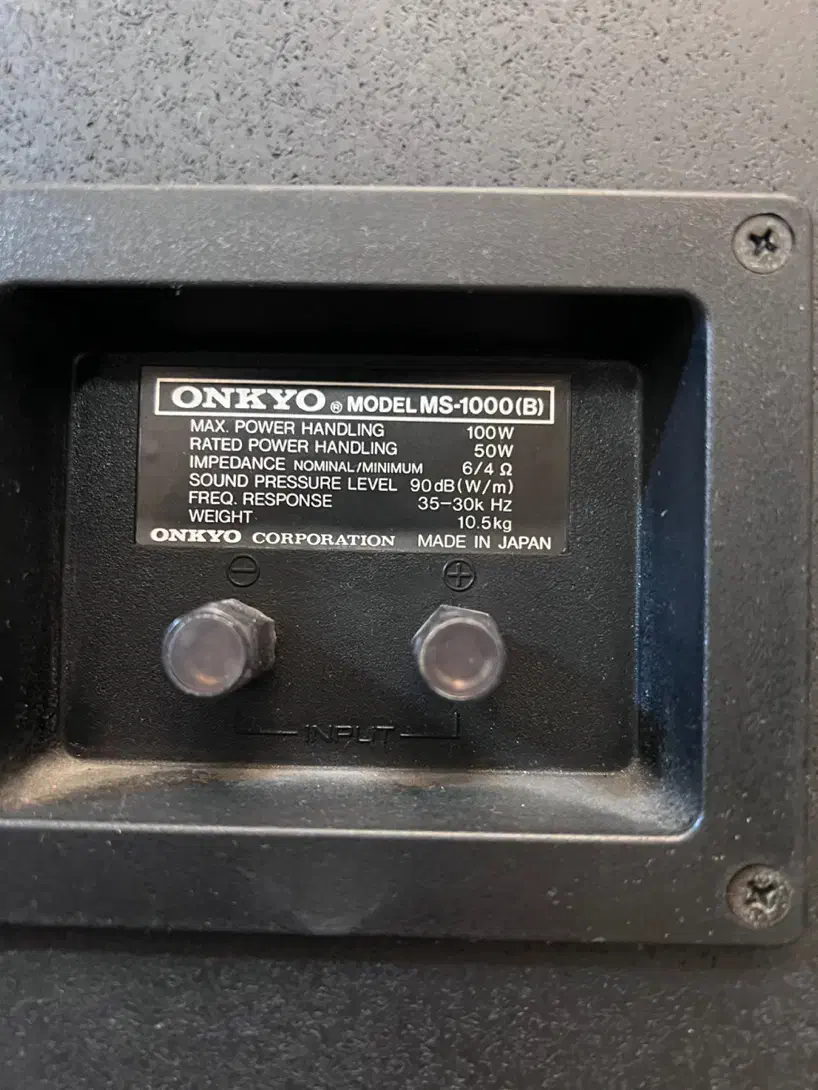 ONKYO ® MODEL MS-1000(B)
MAX. POWER HANDLING 100W
RATED POWER HANDLING 50W
IMPEDANCE NOMINAL/MINIMUM 6/4 Ω
SOUND PRESSURE LEVEL 90dB(W/m)
FREQ. RESPONSE 35-30k Hz
WEIGHT 10.5kg
ONKYO CORPORATION MADE IN JAPAN
⊖ ⊕
INPUT